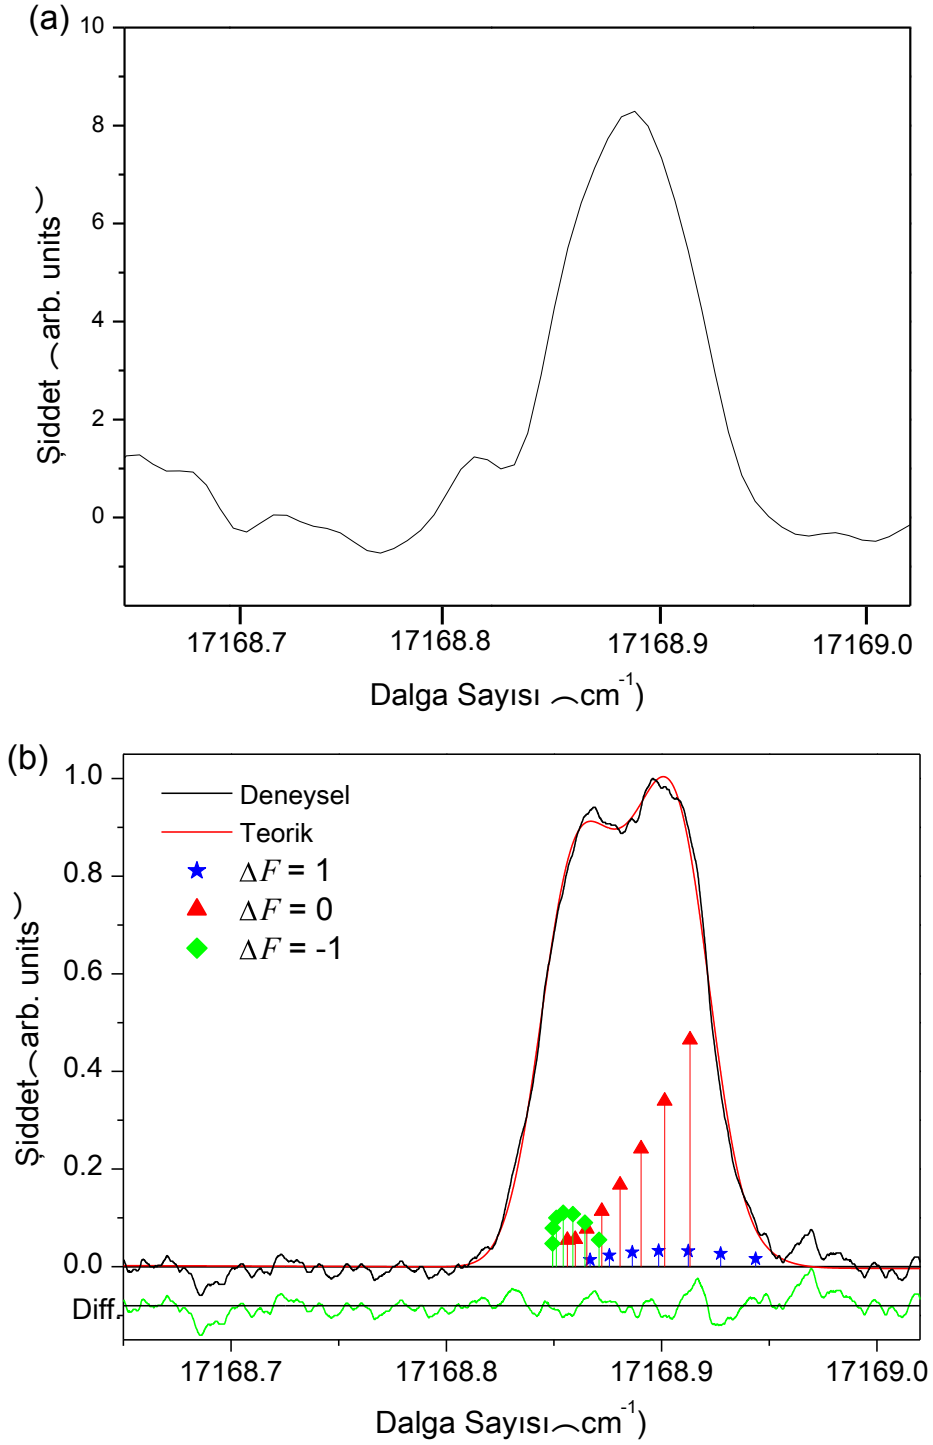 (a)
10
8
6
4
2
0
Şiddet (arb. units)
17168.7 17168.8 17168.9 17169.0
Dalga Sayısı (cm⁻¹)
(b)
1.0
0.8
0.6
0.4
0.2
0.0
Diff.
Şiddet (arb. units)
Deneysel
Teorik
ΔF = 1
ΔF = 0
ΔF = -1
17168.7 17168.8 17168.9 17169.0
Dalga Sayısı (cm⁻¹)